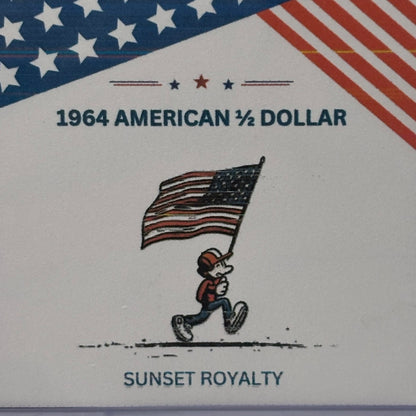 1964 AMERICAN ½ DOLLAR
SUNSET ROYALTY